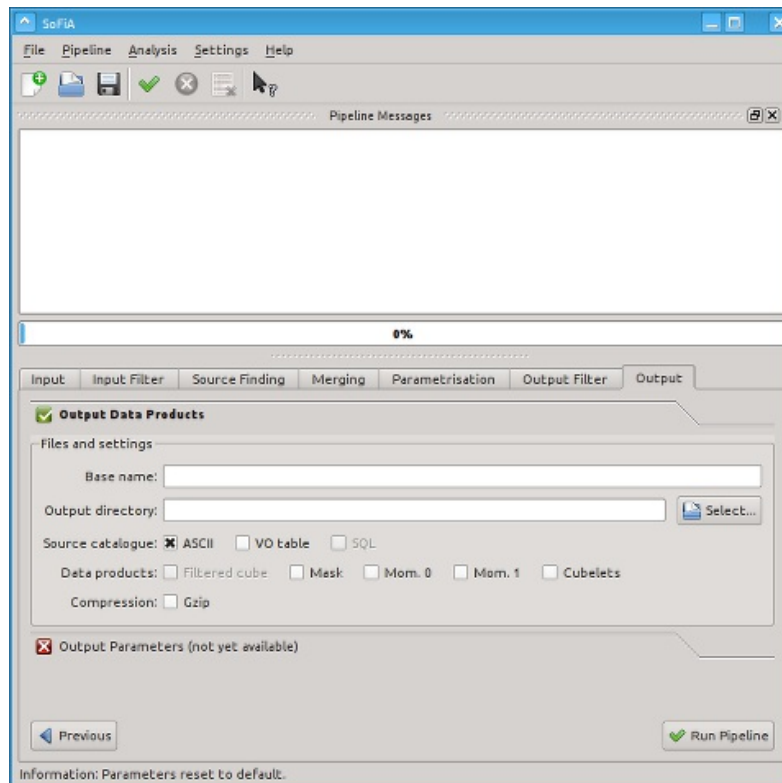 SoFiA
File Pipeline Analysis Settings Help
Pipeline Messages
0%
Input Input Filter Source Finding Merging Parametrisation Output Filter Output
Output Data Products
Files and settings
Base name:
Output directory: Select...
Source catalogue: ASCII VO table SQL
Data products: Filtered cube Mask Mom. 0 Mom. 1 Cubelets
Compression: Gzip
Output Parameters (not yet available)
Previous Run Pipeline
Information: Parameters reset to default.